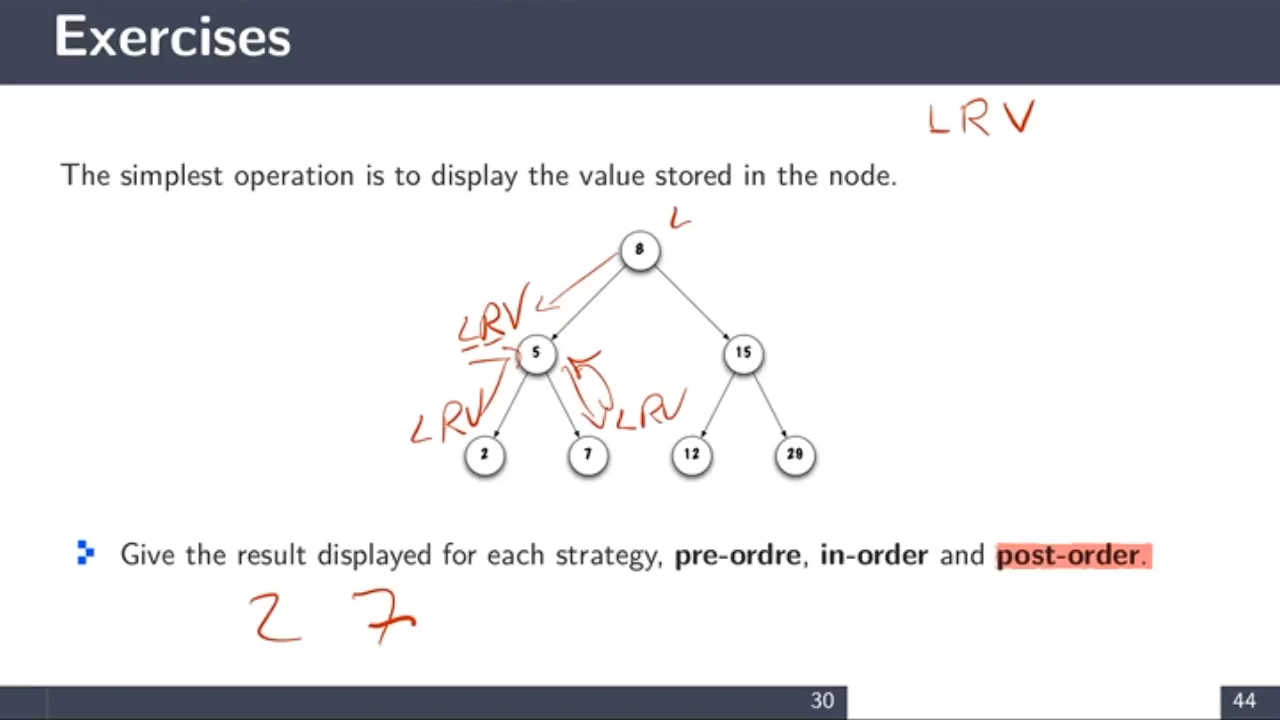 Exercises
L R V
The simplest operation is to display the value stored in the node.
L
8
LRV
5
15
LRV
LRV
2
7
12
20
Give the result displayed for each strategy, pre-ordre, in-order and post-order.
2 7
30
44